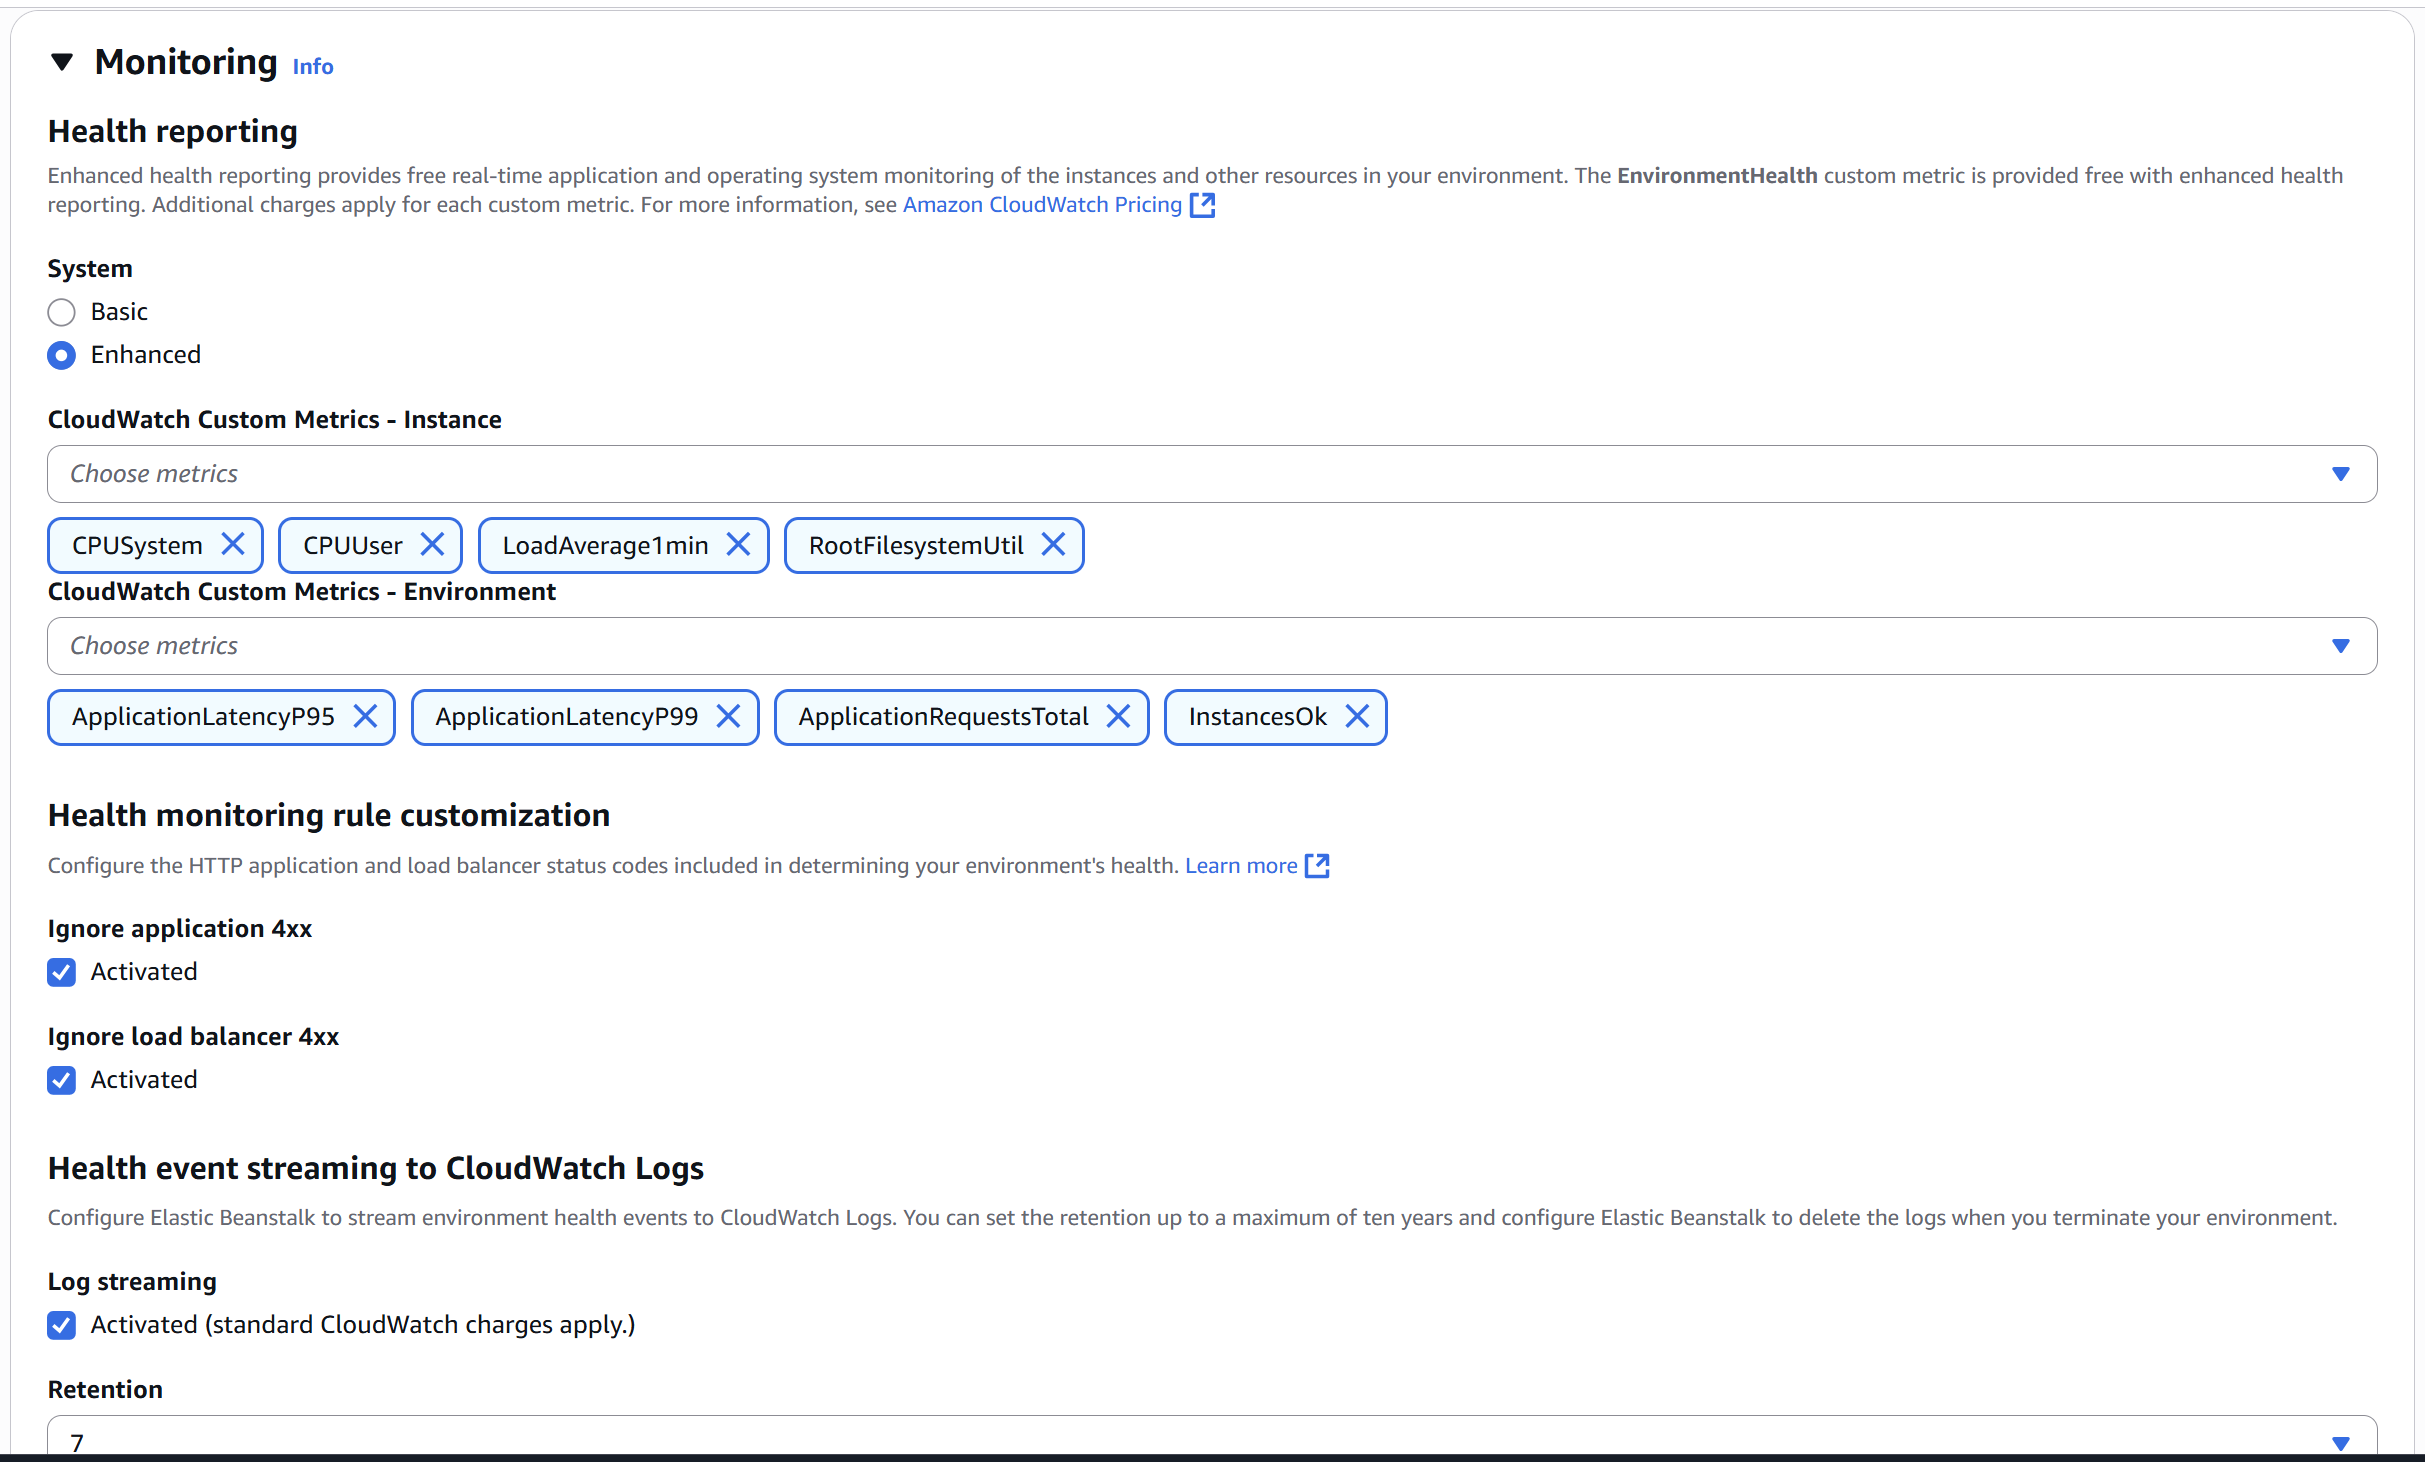 Monitoring Info
Health reporting
Enhanced health reporting provides free real-time application and operating system monitoring of the instances and other resources in your environment. The EnvironmentHealth custom metric is provided free with enhanced health
reporting. Additional charges apply for each custom metric. For more information, see Amazon CloudWatch Pricing
System
Basic
Enhanced
CloudWatch Custom Metrics - Instance
Choose metrics
CPUSystem CPUUser LoadAverage1min RootFilesystemUtil
CloudWatch Custom Metrics - Environment
Choose metrics
ApplicationLatencyP95 ApplicationLatencyP99 ApplicationRequestsTotal InstancesOk
Health monitoring rule customization
Configure the HTTP application and load balancer status codes included in determining your environment's health. Learn more
Ignore application 4xx
Activated
Ignore load balancer 4xx
Activated
Health event streaming to CloudWatch Logs
Configure Elastic Beanstalk to stream environment health events to CloudWatch Logs. You can set the retention up to a maximum of ten years and configure Elastic Beanstalk to delete the logs when you terminate your environment.
Log streaming
Activated (standard CloudWatch charges apply.)
Retention
7